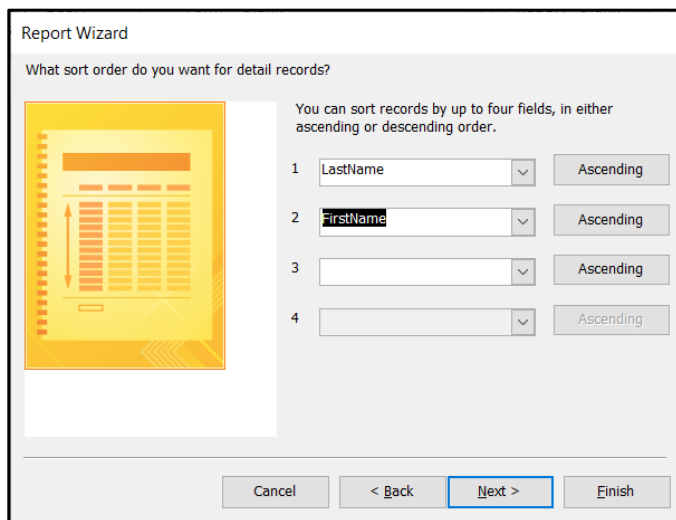 Report Wizard
What sort order do you want for detail records?
You can sort records by up to four fields, in either
ascending or descending order.
1 LastName Ascending
2 FirstName Ascending
3 Ascending
4 Ascending
Cancel < Back Next > Finish